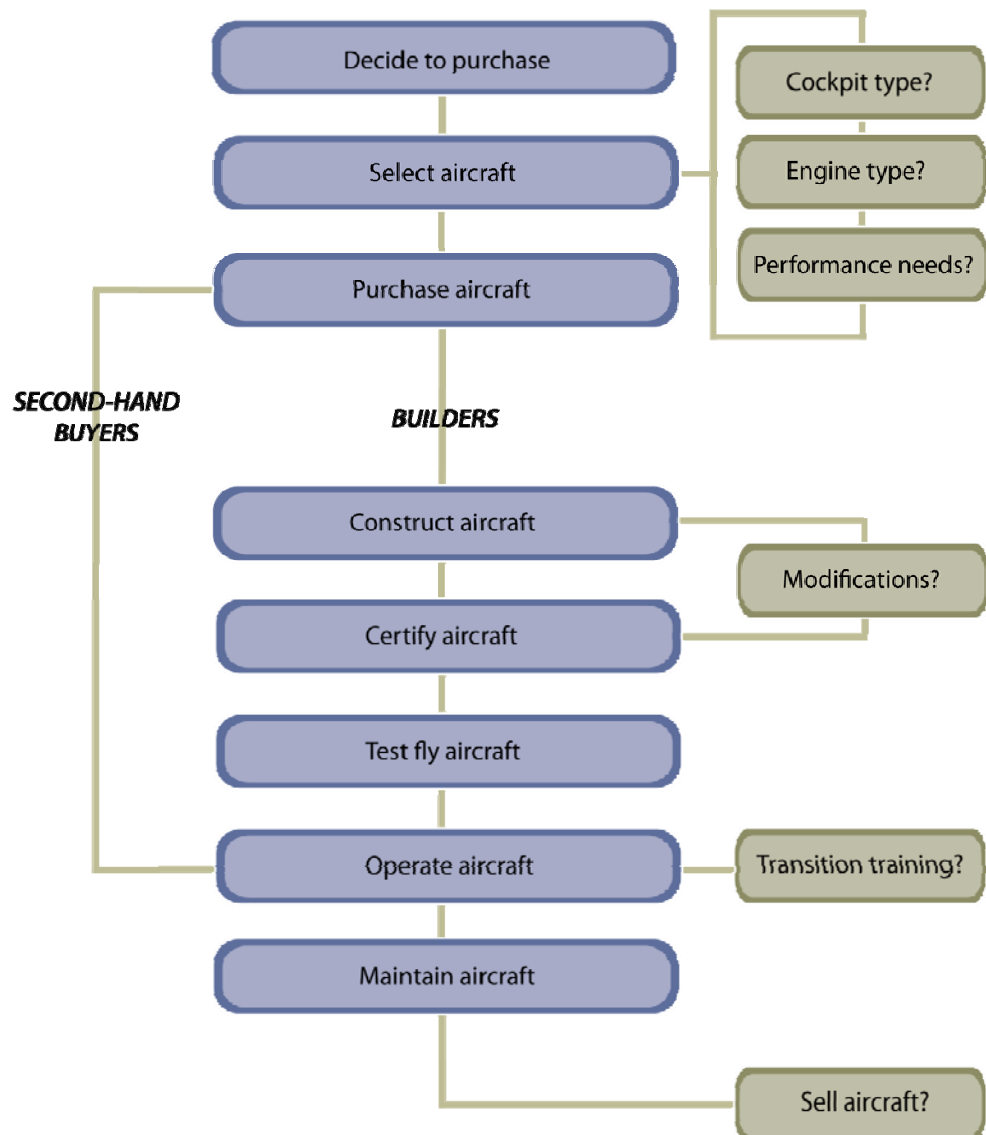 Decide to purchase
Cockpit type?
Select aircraft
Engine type?
Performance needs?
Purchase aircraft
SECOND-HAND
BUYERS
BUILDERS
Construct aircraft
Modifications?
Certify aircraft
Test fly aircraft
Operate aircraft
Transition training?
Maintain aircraft
Sell aircraft?